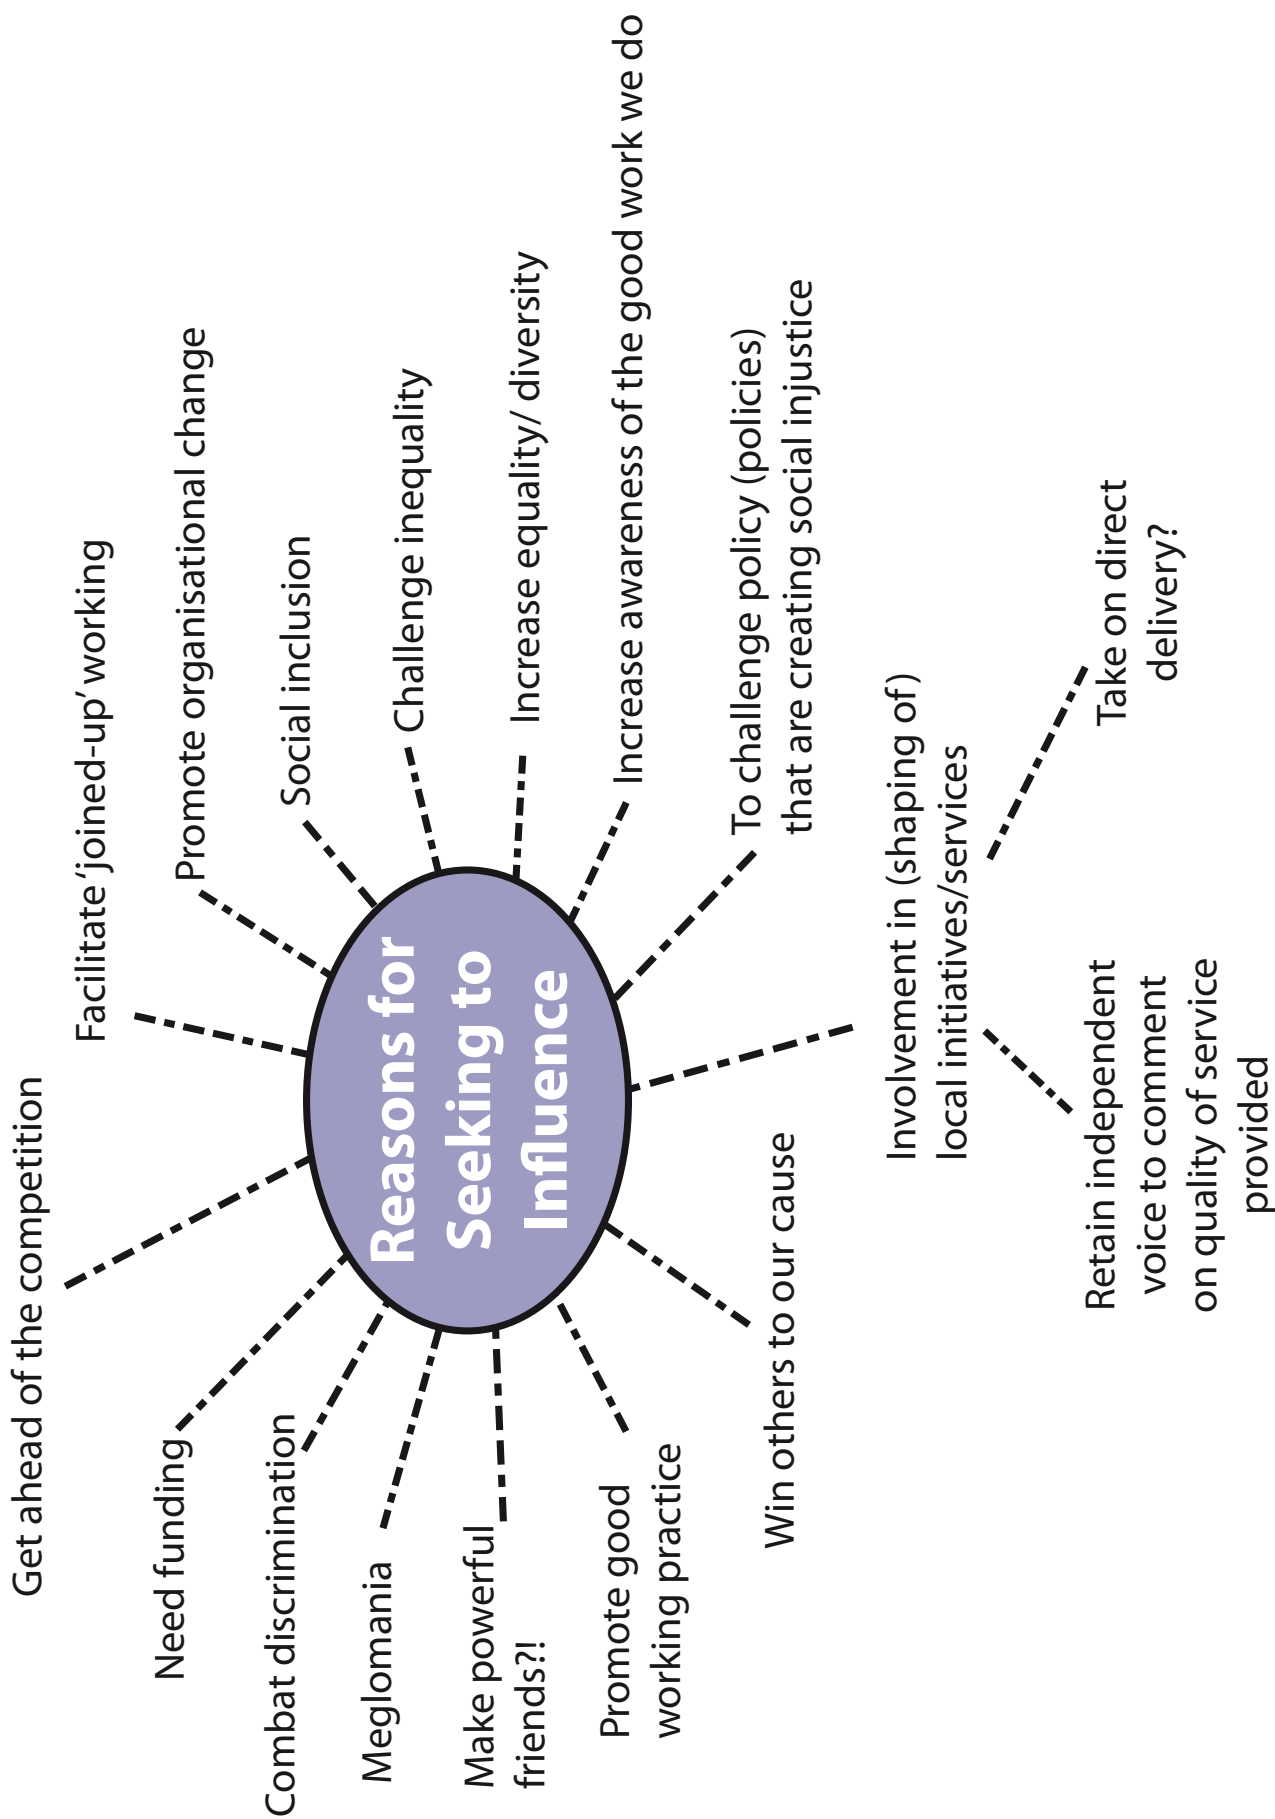 Get ahead of the competition
Facilitate ‘joined-up’ working
Promote organisational change
Social inclusion
Challenge inequality
Increase equality/ diversity
Increase awareness of the good work we do
To challenge policy (policies)
that are creating social injustice
Reasons for
Seeking to
Influence
Need funding
Combat discrimination
Meglomania
Make powerful
friends?!
Promote good
working practice
Win others to our cause
Involvement in (shaping of)
local initiatives/services
Retain independent
voice to comment
on quality of service
provided
Take on direct
delivery?